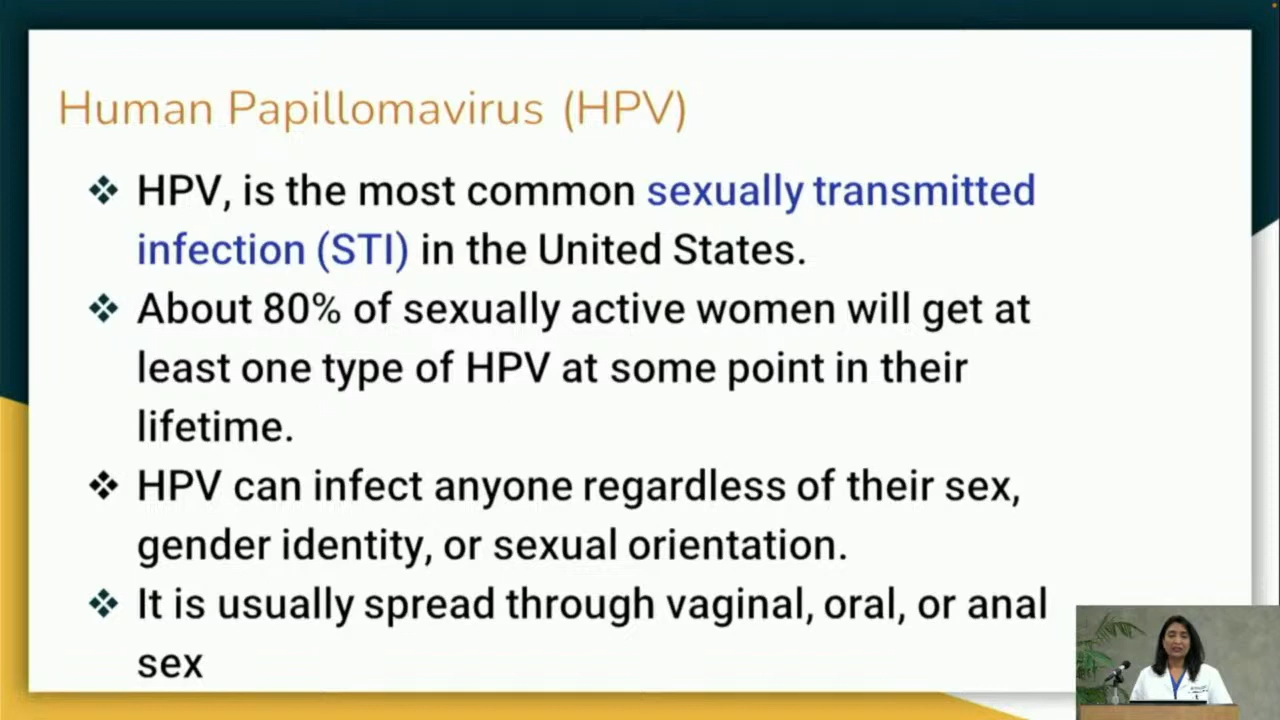 Human Papillomavirus (HPV)
❖ HPV, is the most common sexually transmitted
infection (STI) in the United States.
❖ About 80% of sexually active women will get at
least one type of HPV at some point in their
lifetime.
❖ HPV can infect anyone regardless of their sex,
gender identity, or sexual orientation.
❖ It is usually spread through vaginal, oral, or anal
sex